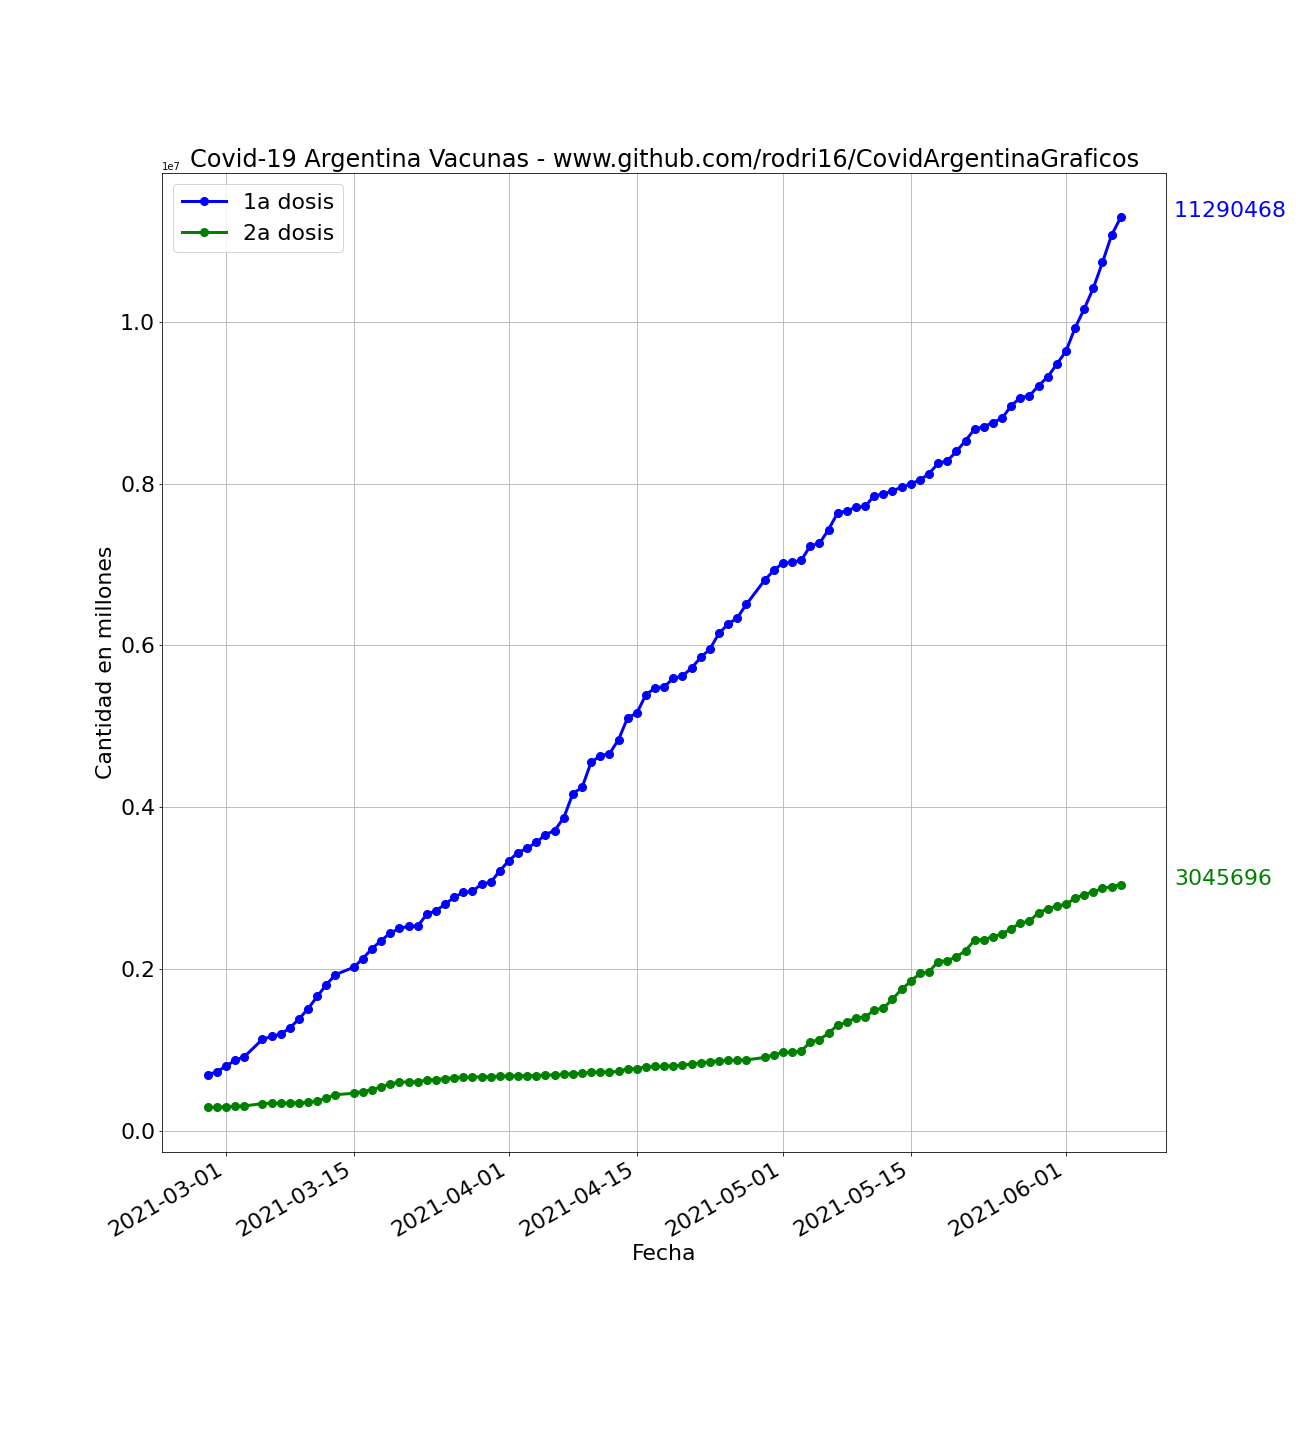 Covid-19 Argentina Vacunas - www.github.com/rodri16/CovidArgentinaGraficos
1e7
1a dosis
2a dosis
11290468
3045696
1.0
0.8
0.6
0.4
0.2
0.0
Cantidad en millones
2021-03-01
2021-03-15
2021-04-01
2021-04-15
2021-05-01
2021-05-15
2021-06-01
Fecha